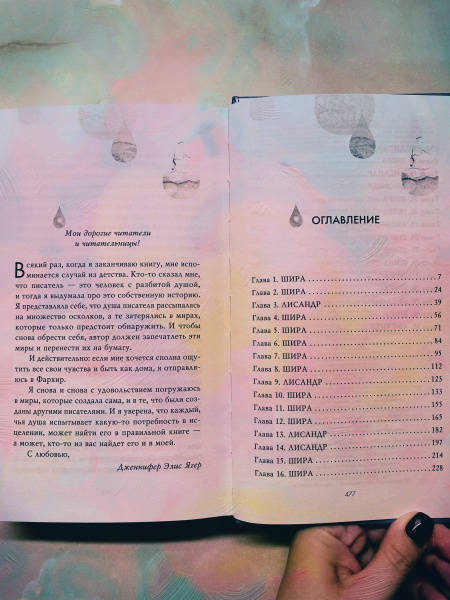 Мои дорогие читатели
и читательницы!
Всякий раз, когда я заканчиваю книгу, мне вспо-
минается случай из детства. Кто-то сказал мне,
что писатель — это человек с разбитой душой,
и тогда я выдумала про это собственную историю.
Я представляла себе, что душа писателя рассыпались
на множество осколков, а те затерялись в мирах,
которые только предстоит обнаружить. И чтобы
снова обрести себя, автор должен запечатлеть эти
миры и перенести их на бумагу.
И действительно: если мне хочется сполна ощу-
тить все свои чувства и быть как дома, я отправля-
юсь в Фархир.
Я снова и снова с удовольствием погружаюсь
в миры, которые создала сама, и в те, что были соз-
даны другими писателями. И я уверена, что каждый,
чья душа испытывает какую-то потребность в ис-
целении, может найти его в правильной книге —
а может, кто-то из вас найдет его и в моей.
С любовью,
Дженнифер Элис Ягер
ОГЛАВЛЕНИЕ
Глава 1. ШИРА 7
Глава 2. ШИРА 24
Глава 3. ЛИСАНДР 39
Глава 4. ШИРА 56
Глава 5. ШИРА 71
Глава 6. ШИРА 84
Глава 7. ШИРА 95
Глава 8. ШИРА 112
Глава 9. ЛИСАНДР 125
Глава 10. ШИРА 133
Глава 11. ШИРА 155
Глава 12. ШИРА 165
Глава 13. ЛИСАНДР 182
Глава 14. ЛИСАНДР 197
Глава 15. ШИРА 214
Глава 16. ШИРА 228
477